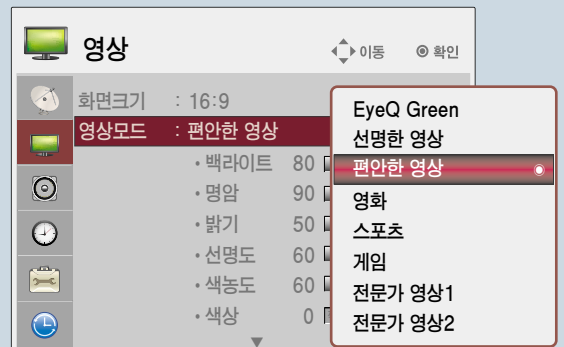 영상
이동 확인
화면크기 : 16:9
영상모드 : 편안한 영상
• 백라이트 80
• 명암 90
• 밝기 50
• 선명도 60
• 색농도 60
• 색상 0
EyeQ Green
선명한 영상
편안한 영상
영화
스포츠
게임
전문가 영상1
전문가 영상2